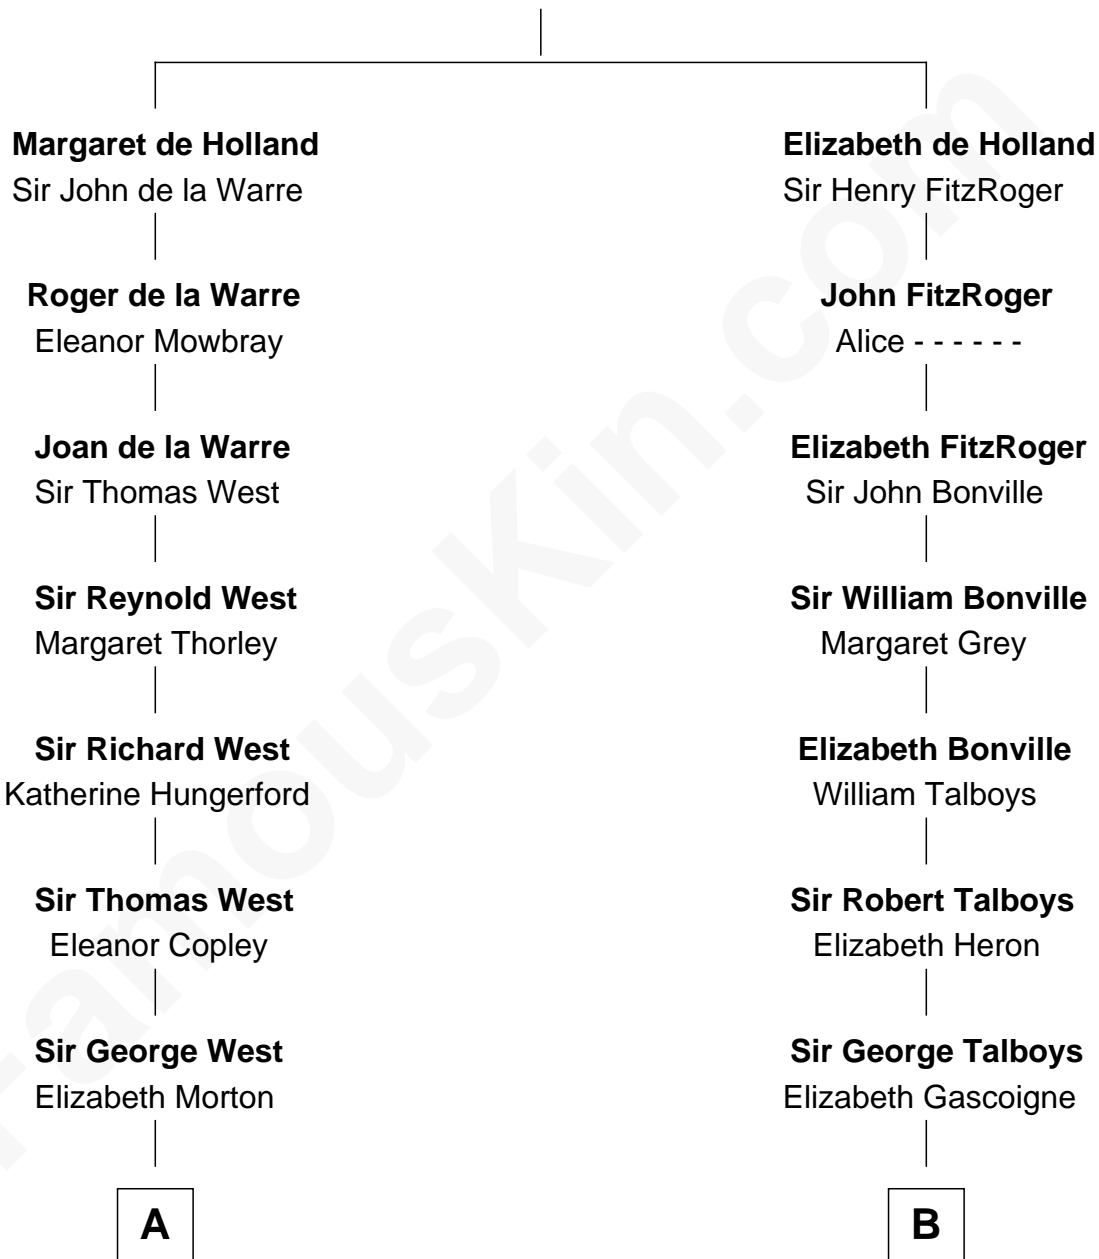 Margaret de Holland
Sir John de la Warre
Elizabeth de Holland
Sir Henry FitzRoger
Roger de la Warre
Eleanor Mowbray
John FitzRoger
Alice - - - - - -
Joan de la Warre
Sir Thomas West
Elizabeth FitzRoger
Sir John Bonville
Sir Reynold West
Margaret Thorley
Sir William Bonville
Margaret Grey
Sir Richard West
Katherine Hungerford
Elizabeth Bonville
William Talboys
Sir Thomas West
Eleanor Copley
Sir Robert Talboys
Elizabeth Heron
Sir George West
Elizabeth Morton
Sir George Talboys
Elizabeth Gascoigne
A
B
FamousKin.com